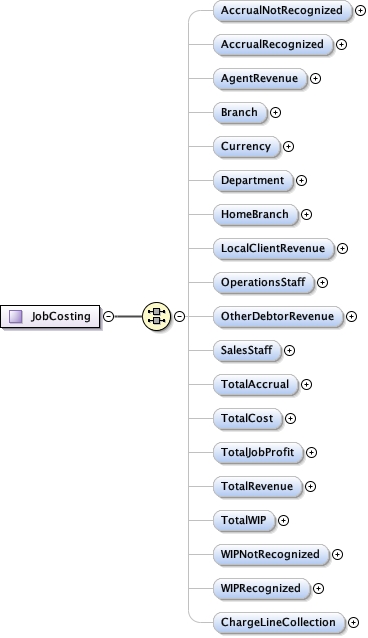 AccrualNotRecognized
AccrualRecognized
AgentRevenue
Branch
Currency
Department
HomeBranch
LocalClientRevenue
OperationsStaff
JobCosting
OtherDebtorRevenue
SalesStaff
TotalAccrual
TotalCost
TotalJobProfit
TotalRevenue
TotalWIP
WIPNotRecognized
WIPRecognized
ChargeLineCollection